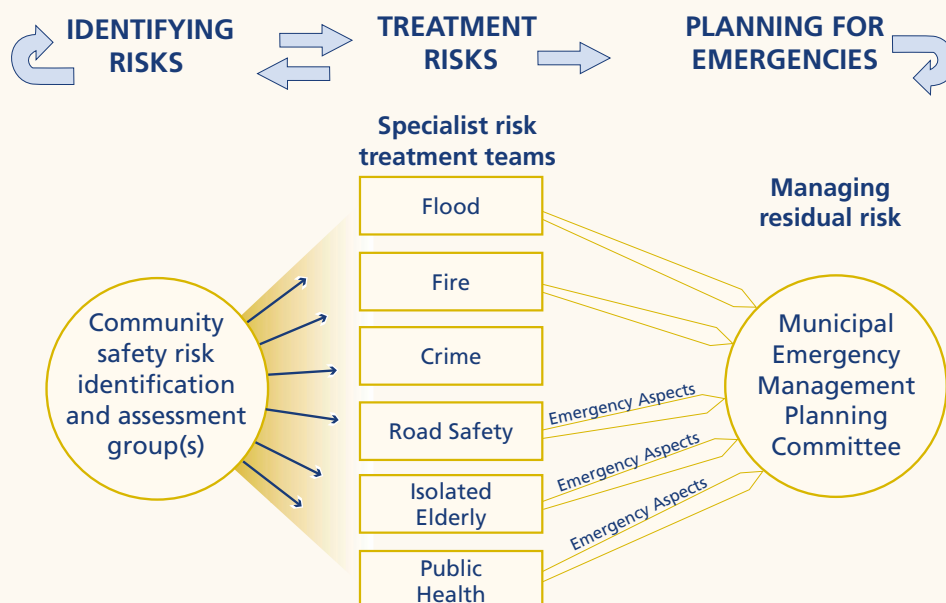 IDENTIFYING
RISKS
TREATMENT
RISKS
PLANNING FOR
EMERGENCIES
Specialist risk
treatment teams
Managing
residual risk
Community
safety risk
identification
and assessment
group(s)
Flood
Fire
Crime
Road Safety
Isolated
Elderly
Public
Health
Emergency Aspects
Emergency Aspects
Emergency Aspects
Municipal
Emergency
Management
Planning
Committee